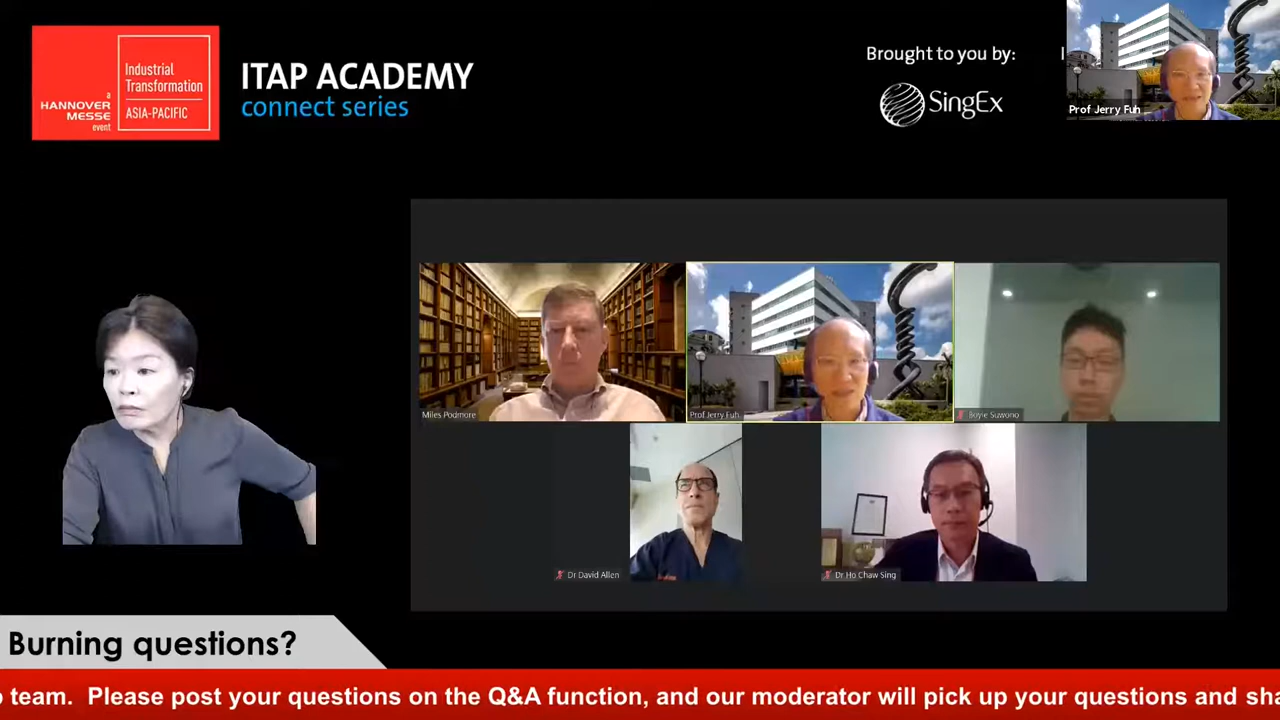 a
HANNOVER
MESSE
event
Industrial
Transformation
ASIA-PACIFIC
ITAP ACADEMY
connect series
Brought to you by:
SingEx
Prof Jerry Fuh
Miles Podmore
Prof Jerry Fuh
Boyle Suwono
Dr David Allen
Dr Ho Chaw Sing
Burning questions?
team. Please post your questions on the Q&A function, and our moderator will pick up your questions and